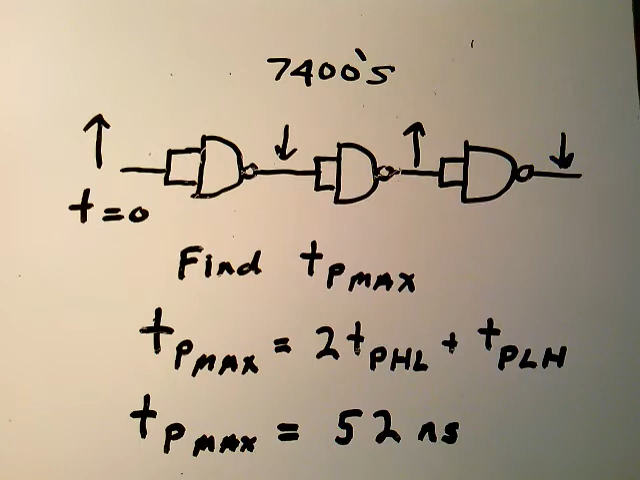 7400's
t=0
Find tPMAX
tPMAX = 2tPHL + tPLH
tPMAX = 52 ns